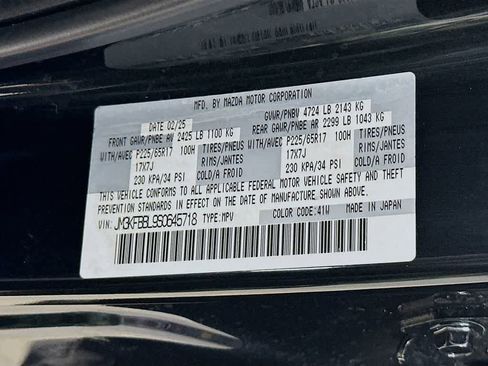 MFD. BY MAZDA MOTOR CORPORATION
DATE 02/25 GVWR/PNBV 4724 LB 2143 KG
FRONT GAWR/PNBE AV 2425 LB 1100 KG REAR GAWR/PNBE AR 2299 LB 1043 KG
WITH/AVEC P225/65R17 100H TIRES/PNEUS WITH/AVEC P225/65R17 100H TIRES/PNEUS
17X7J RIMS/JANTES 17X7J RIMS/JANTES
230 KPA/34 PSI COLD/A FROID 230 KPA/34 PSI COLD/A FROID
THIS VEHICLE CONFORMS TO ALL APPLICABLE FEDERAL MOTOR VEHICLE SAFETY AND THEFT
PREVENTION STANDARDS IN EFFECT ON THE DATE OF MANUFACTURE SHOWN ABOVE.
VIN: JM3KFBBL9S0645718 TYPE:MPV COLOR CODE:41W MADE IN JAPAN